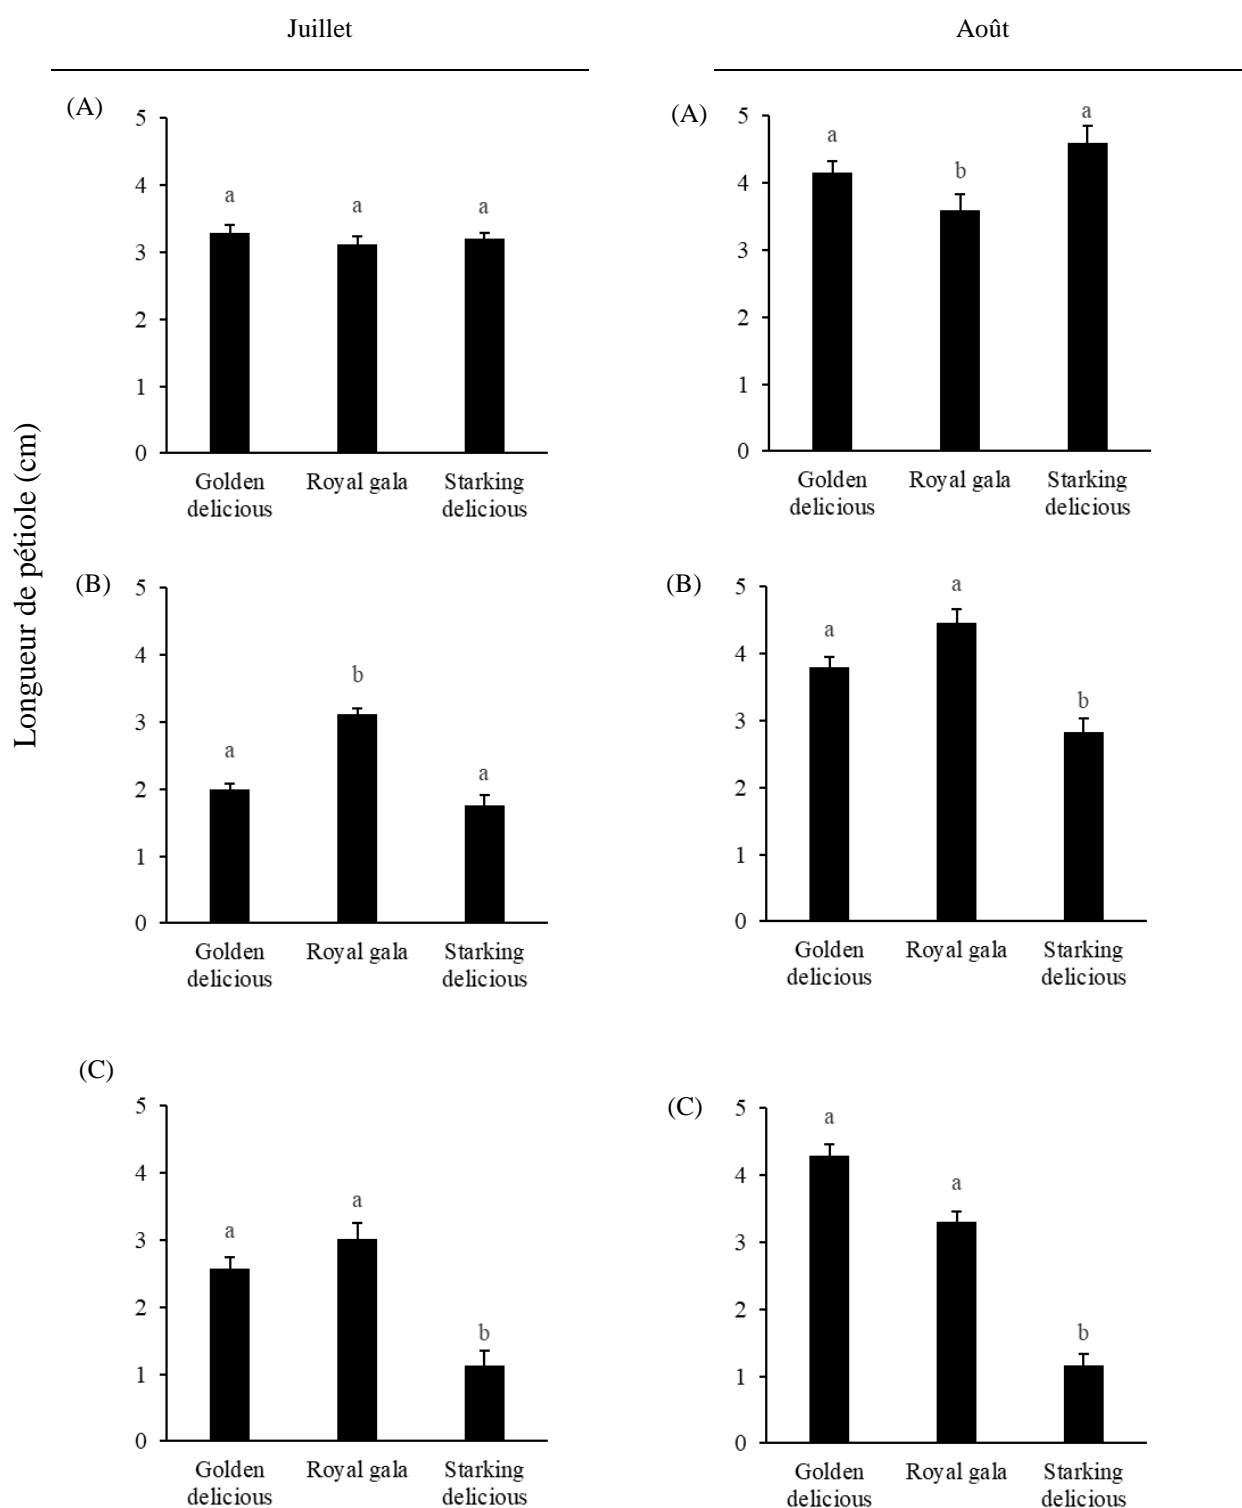 Juillet
Août
Longueur de pétiole (cm)
(A)
5
4
3
2
1
0
a
a
a
Golden
delicious
Royal gala
Starking
delicious
(A)
5
4
3
2
1
0
a
b
a
Golden
delicious
Royal gala
Starking
delicious
(B)
5
4
3
2
1
0
a
b
a
Golden
delicious
Royal gala
Starking
delicious
(B)
5
4
3
2
1
0
a
a
b
Golden
delicious
Royal gala
Starking
delicious
(C)
5
4
3
2
1
0
a
a
b
Golden
delicious
Royal gala
Starking
delicious
(C)
5
4
3
2
1
0
a
a
b
Golden
delicious
Royal gala
Starking
delicious